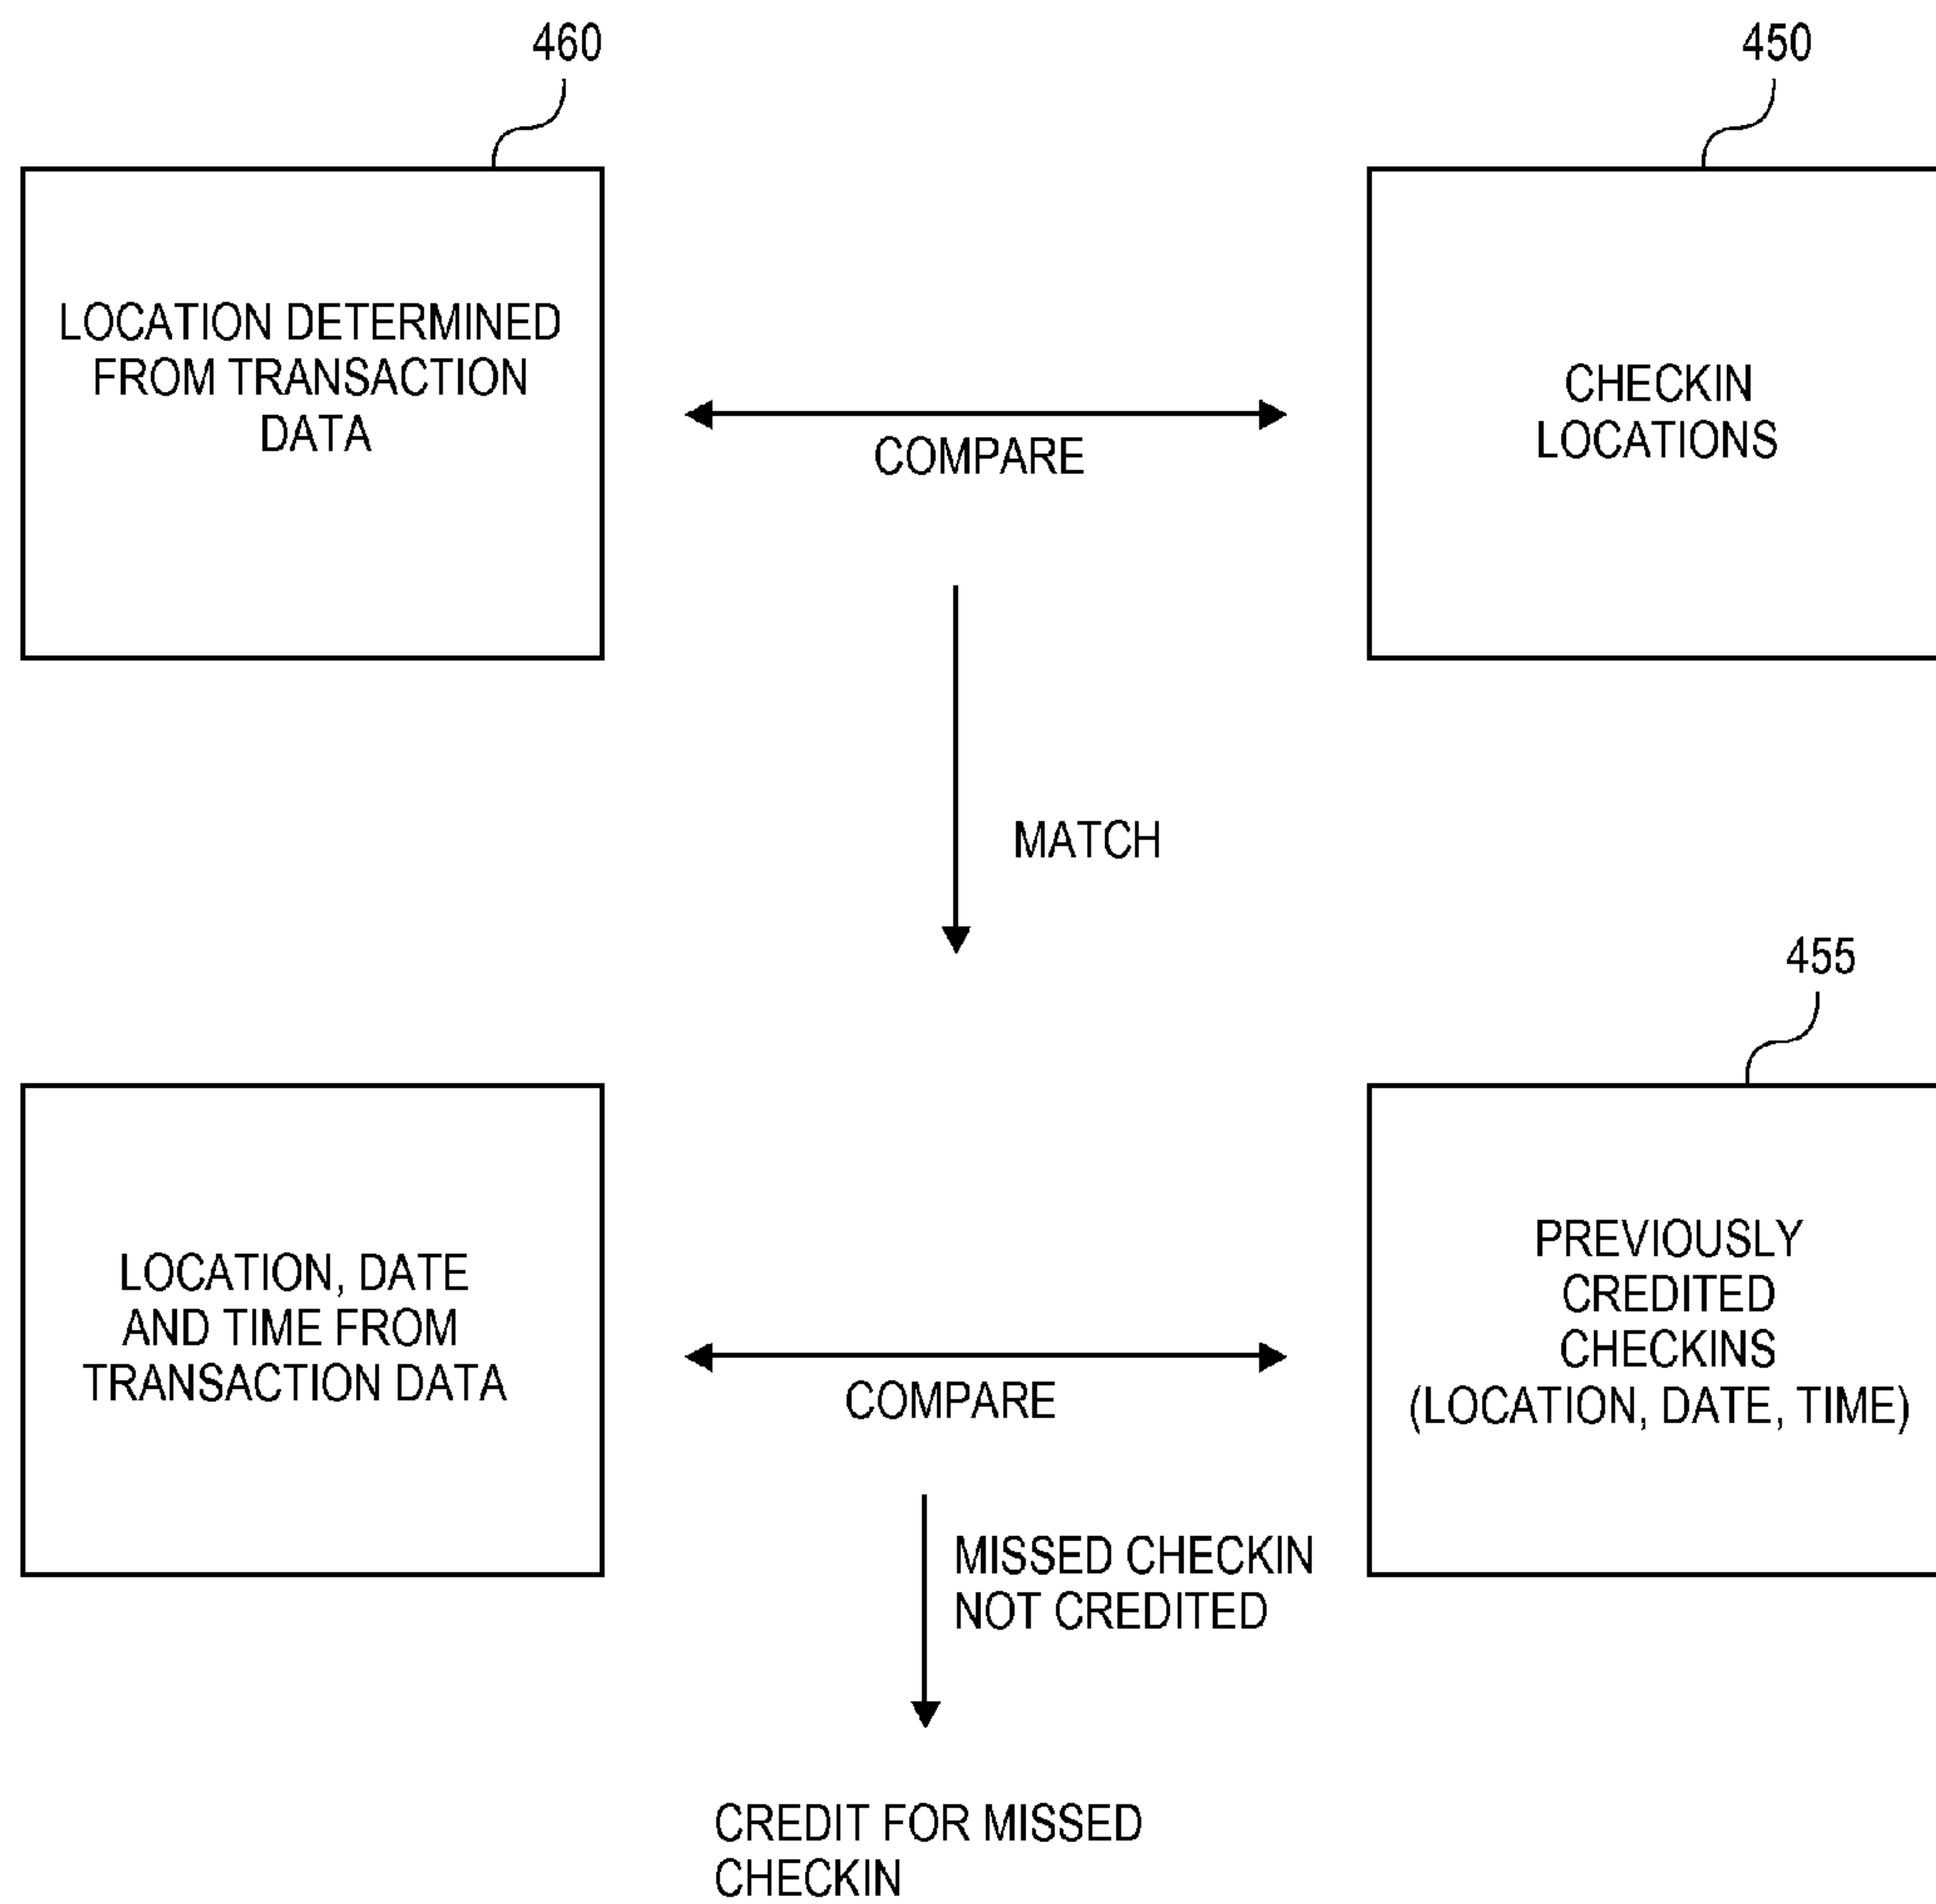 460
450
LOCATION DETERMINED
FROM TRANSACTION
DATA
COMPARE
CHECKIN
LOCATIONS
MATCH
455
LOCATION, DATE
AND TIME FROM
TRANSACTION DATA
COMPARE
PREVIOUSLY
CREDITED
CHECKINS
(LOCATION, DATE, TIME)
MISSED CHECKIN
NOT CREDITED
CREDIT FOR MISSED
CHECKIN